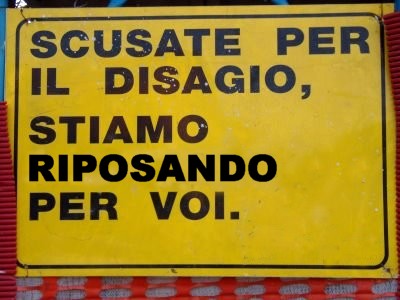 SCUSATE PER
IL DISAGIO,
STIAMO
RIPOSANDO
PER VOI.